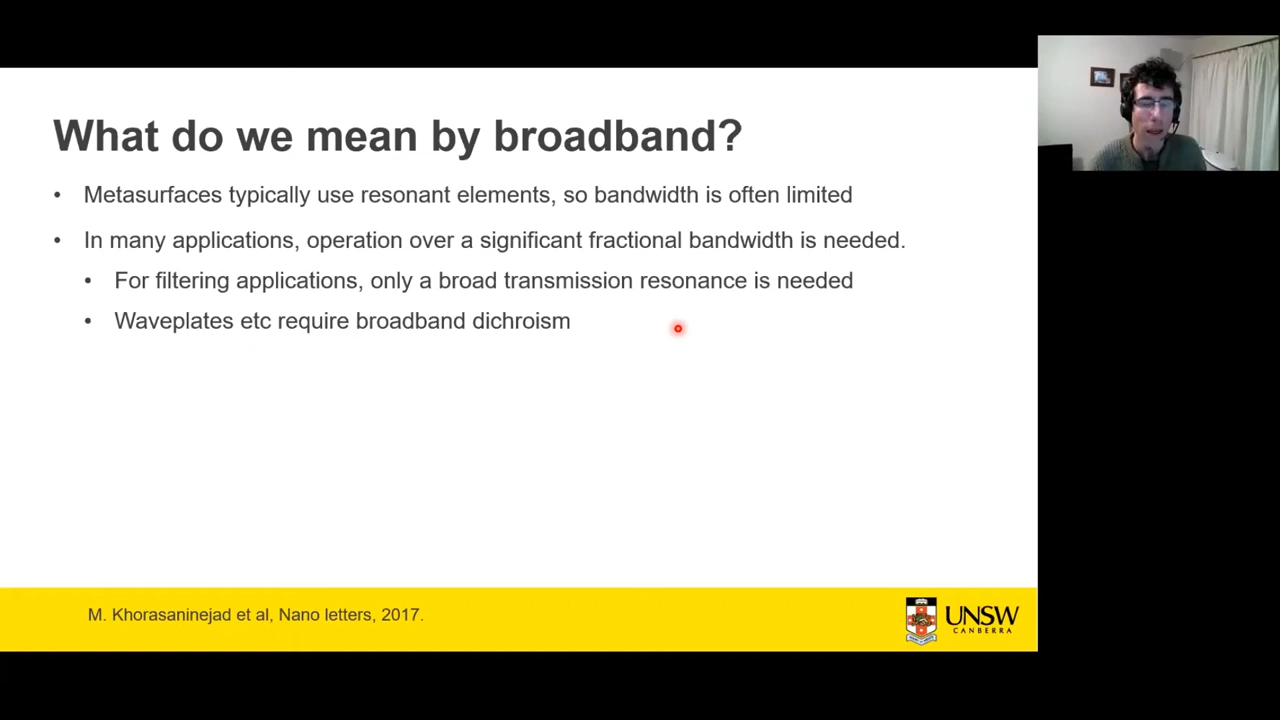 What do we mean by broadband?
• Metasurfaces typically use resonant elements, so bandwidth is often limited
• In many applications, operation over a significant fractional bandwidth is needed.
• For filtering applications, only a broad transmission resonance is needed
• Waveplates etc require broadband dichroism
M. Khorasaninejad et al, Nano letters, 2017.
UNSW
CANBERRA